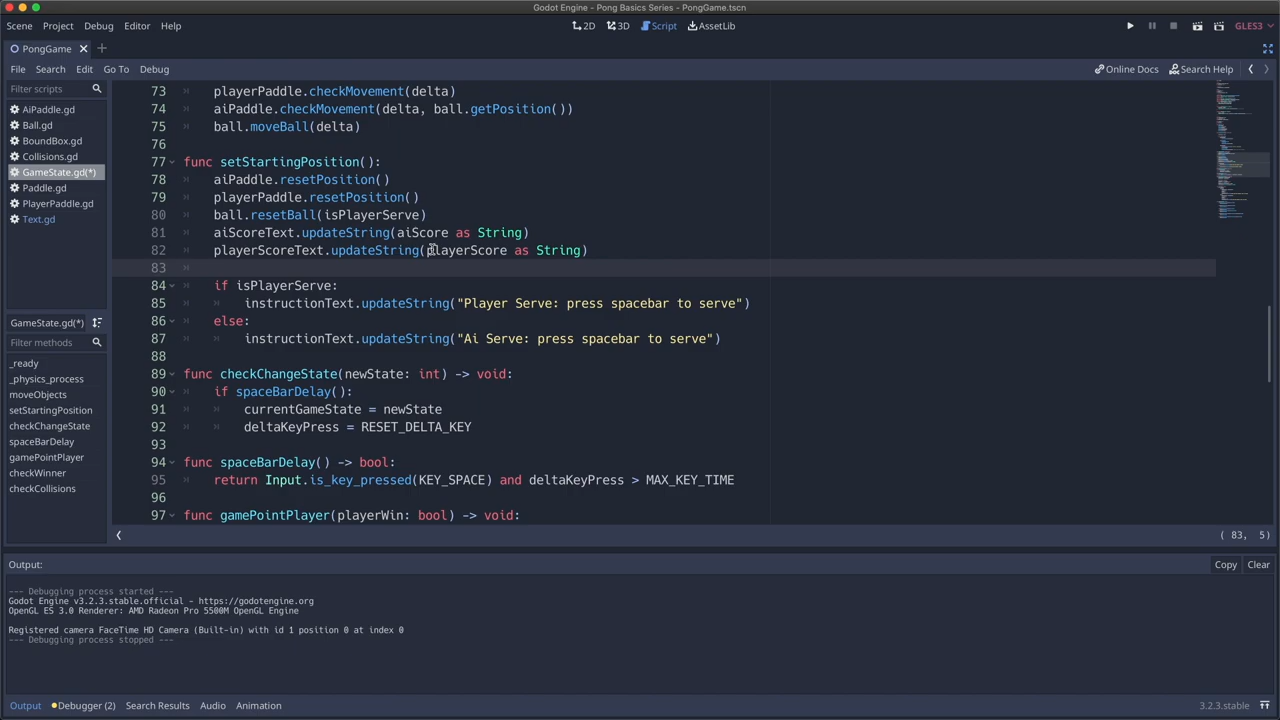 Godot Engine - Pong Basics Series - PongGame.tscn
Scene Project Debug Editor Help 2D 3D Script AssetLib GLES3
PongGame
File Search Edit Go To Debug Online Docs Search Help
Filter scripts
AiPaddle.gd
Ball.gd
BoundBox.gd
Collisions.gd
GameState.gd(*)
Paddle.gd
PlayerPaddle.gd
Text.gd
GameState.gd(*)
Filter methods
_ready
_physics_process
moveObjects
setStartingPosition
checkChangeState
spaceBarDelay
gamePointPlayer
checkWinner
checkCollisions
73 playerPaddle.checkMovement(delta)
74 aiPaddle.checkMovement(delta, ball.getPosition())
75 ball.moveBall(delta)
76
77 func setStartingPosition():
78 aiPaddle.resetPosition()
79 playerPaddle.resetPosition()
80 ball.resetBall(isPlayerServe)
81 aiScoreText.updateString(aiScore as String)
82 playerScoreText.updateString(playerScore as String)
83
84 if isPlayerServe:
85 instructionText.updateString("Player Serve: press spacebar to serve")
86 else:
87 instructionText.updateString("Ai Serve: press spacebar to serve")
88
89 func checkChangeState(newState: int) -> void:
90 if spaceBarDelay():
91 currentGameState = newState
92 deltaKeyPress = RESET_DELTA_KEY
93
94 func spaceBarDelay() -> bool:
95 return Input.is_key_pressed(KEY_SPACE) and deltaKeyPress > MAX_KEY_TIME
96
97 func gamePointPlayer(playerWin: bool) -> void:
( 83, 5)
Output: Copy Clear
--- Debugging process started ---
Godot Engine v3.2.3.stable.official - https://godotengine.org
OpenGL ES 3.0 Renderer: AMD Radeon Pro 5500M OpenGL Engine
Registered camera FaceTime HD Camera (Built-in) with id 1 position 0 at index 0
--- Debugging process stopped ---
Output Debugger (2) Search Results Audio Animation 3.2.3.stable